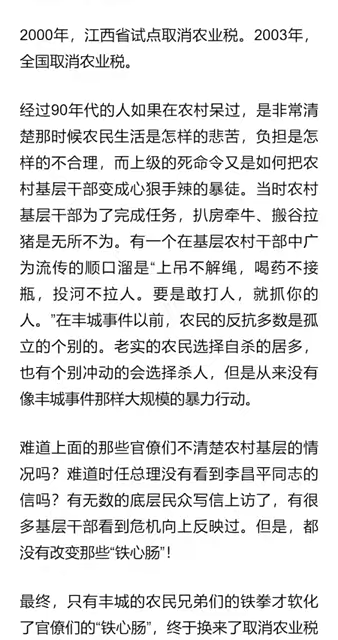 2000年，江西省试点取消农业税。2003年，
全国取消农业税。
经过90年代的人如果在农村呆过，是非常清
楚那时候农民生活是怎样的悲苦，负担是怎
样的不合理，而上级的死命令又是如何把农
村基层干部变成心狠手辣的暴徒。当时农村
基层干部为了完成任务，扒房牵牛、搬谷拉
猪是无所不为。有一个在基层农村干部中广
为流传的顺口溜是“上吊不解绳，喝药不接
瓶，投河不拉人。要是敢打人，就抓你的
人。”在丰城事件以前，农民的反抗多数是孤
立的个别的。老实的农民选择自杀的居多，
也有个别冲动的会选择杀人，但是从来没有
像丰城事件那样大规模的暴力行动。
难道上面的那些官僚们不清楚农村基层的情
况吗？难道时任总理没有看到李昌平同志的
信吗？有无数的底层民众写信上访了，有很
多基层干部看到危机向上反映过。但是，都
没有改变那些“铁心肠”！
最终，只有丰城的农民兄弟们的铁拳才软化
了官僚们的“铁心肠”，终于换来了取消农业税